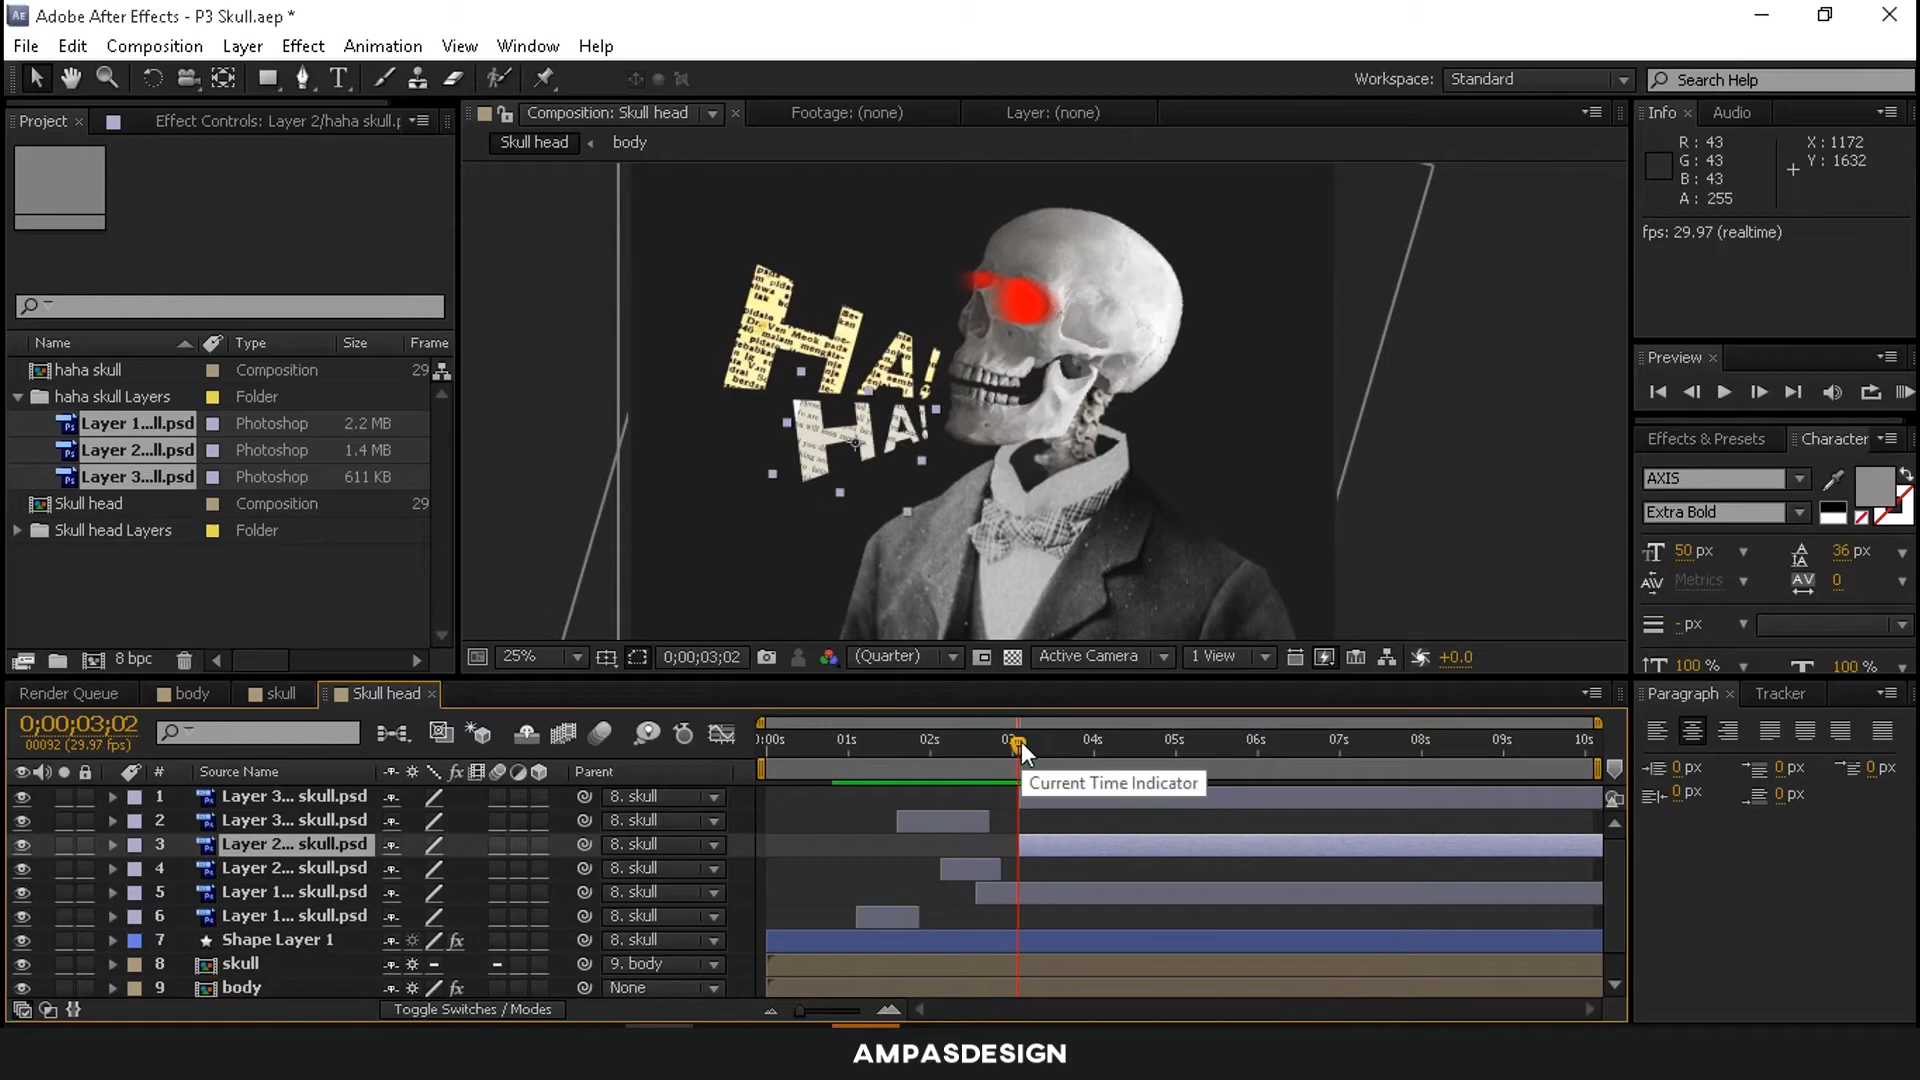 Adobe After Effects - P3 Skull.aep *
File Edit Composition Layer Effect Animation View Window Help
Workspace: Standard Search Help
Project × Effect Controls: Layer 2/haha skull.p
Composition: Skull head × Footage: (none) Layer: (none)
Skull head body
Info × Audio
R : 43
G : 43
B : 43
A : 255
X : 1172
Y : 1632
fps: 29.97 (realtime)
HA!
HA!
Name Type Size Frame
haha skull Composition 29
haha skull Layers Folder
Layer 1...ll.psd Photoshop 2.2 MB
Layer 2...ll.psd Photoshop 1.4 MB
Layer 3...ll.psd Photoshop 611 KB
Skull head Composition 29
Skull head Layers Folder
8 bpc
Preview ×
Effects & Presets Character
AXIS
Extra Bold
50 px 36 px
Metrics 0
- px
100 % 100 %
25% 0;00;03;02 (Quarter) Active Camera 1 View +0.0
Render Queue body skull Skull head ×
0;00;03;02
00092 (29.97 fps)
0:00s 01s 02s 03s 04s 05s 06s 07s 08s 09s 10s
# Source Name fx Parent
Current Time Indicator
1 Layer 3... skull.psd 8. skull
2 Layer 3... skull.psd 8. skull
3 Layer 2... skull.psd 8. skull
4 Layer 2... skull.psd 8. skull
5 Layer 1... skull.psd 8. skull
6 Layer 1... skull.psd 8. skull
7 Shape Layer 1 fx 8. skull
8 skull 9. body
9 body fx None
Toggle Switches / Modes
Paragraph × Tracker
0 px 0 px 0 px
0 px 0 px
AMPASDESIGN